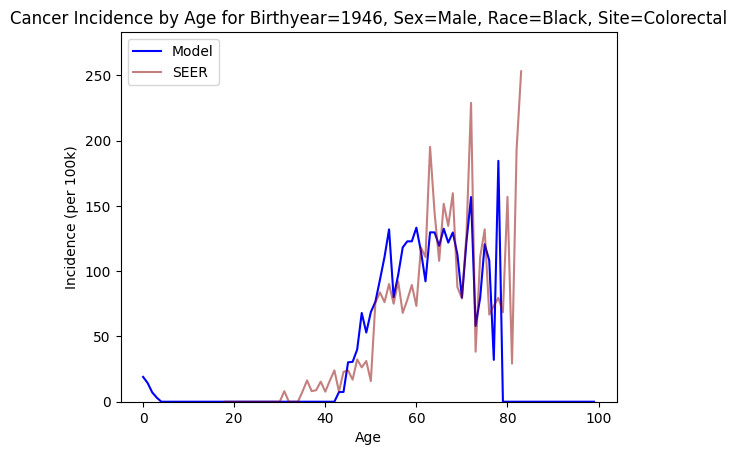 Cancer Incidence by Age for Birthyear=1946, Sex=Male, Race=Black, Site=Colorectal
Model
SEER
250
200
150
100
50
0
Incidence (per 100k)
0 20 40 60 80 100
Age